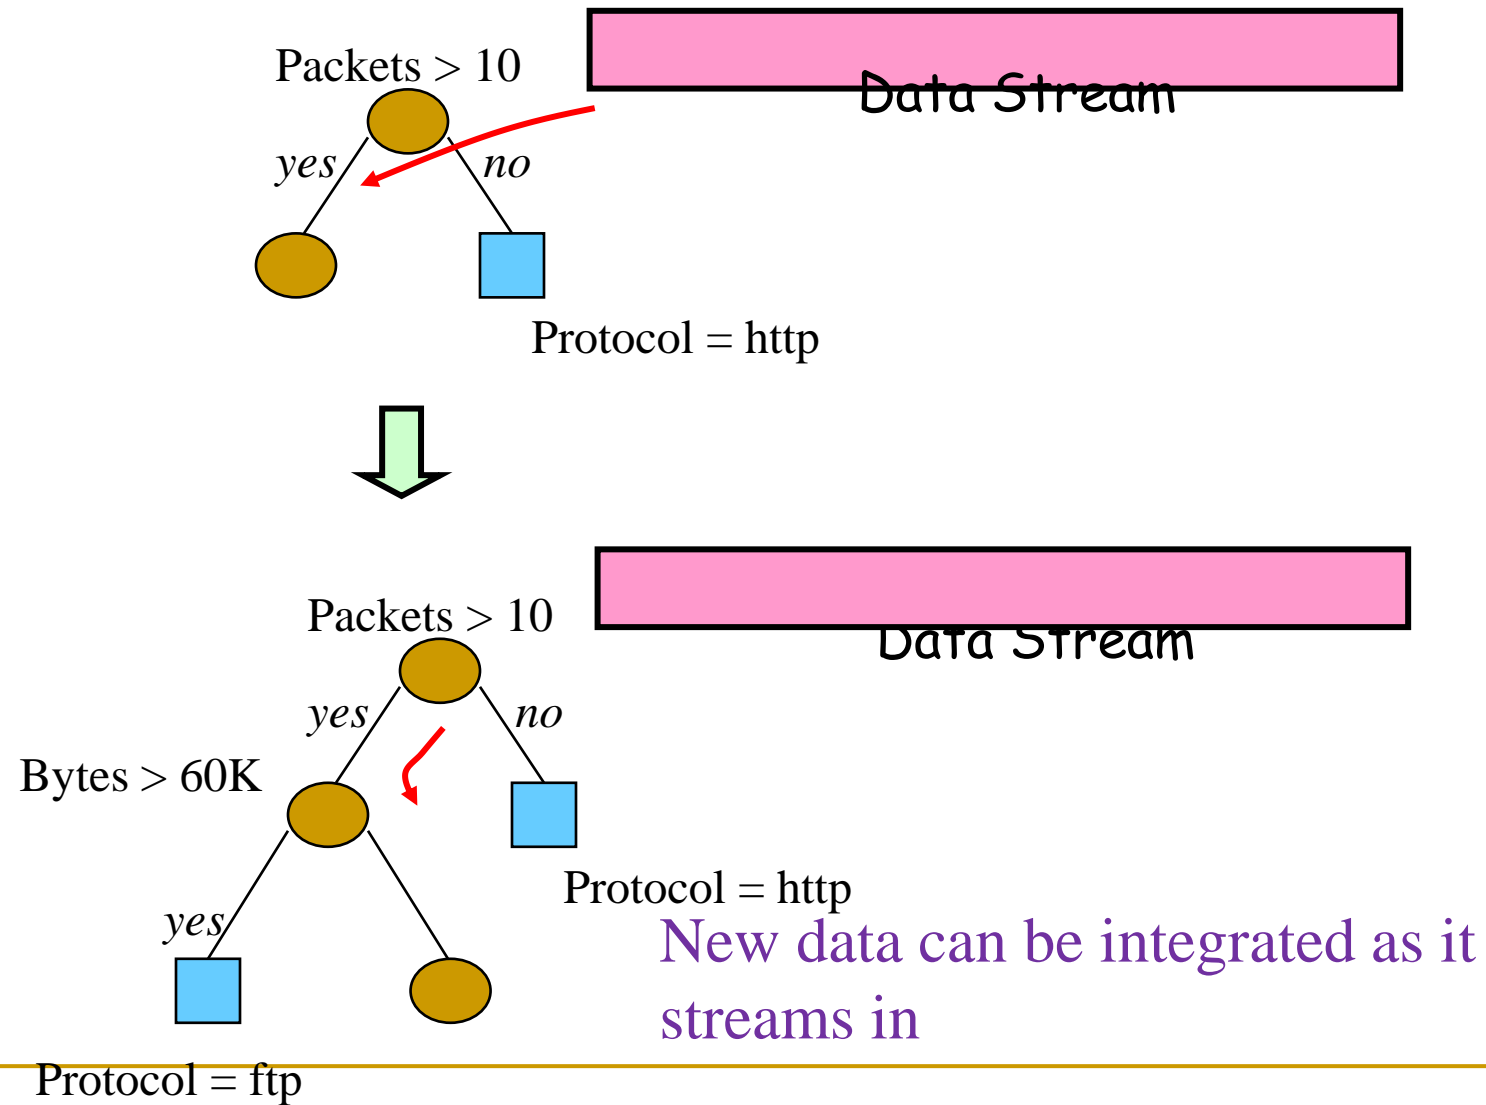 Packets > 10
Data Stream
yes
no
Protocol = http
Packets > 10
Data Stream
yes
no
Bytes > 60K
Protocol = http
yes
New data can be integrated as it
streams in
Protocol = ftp